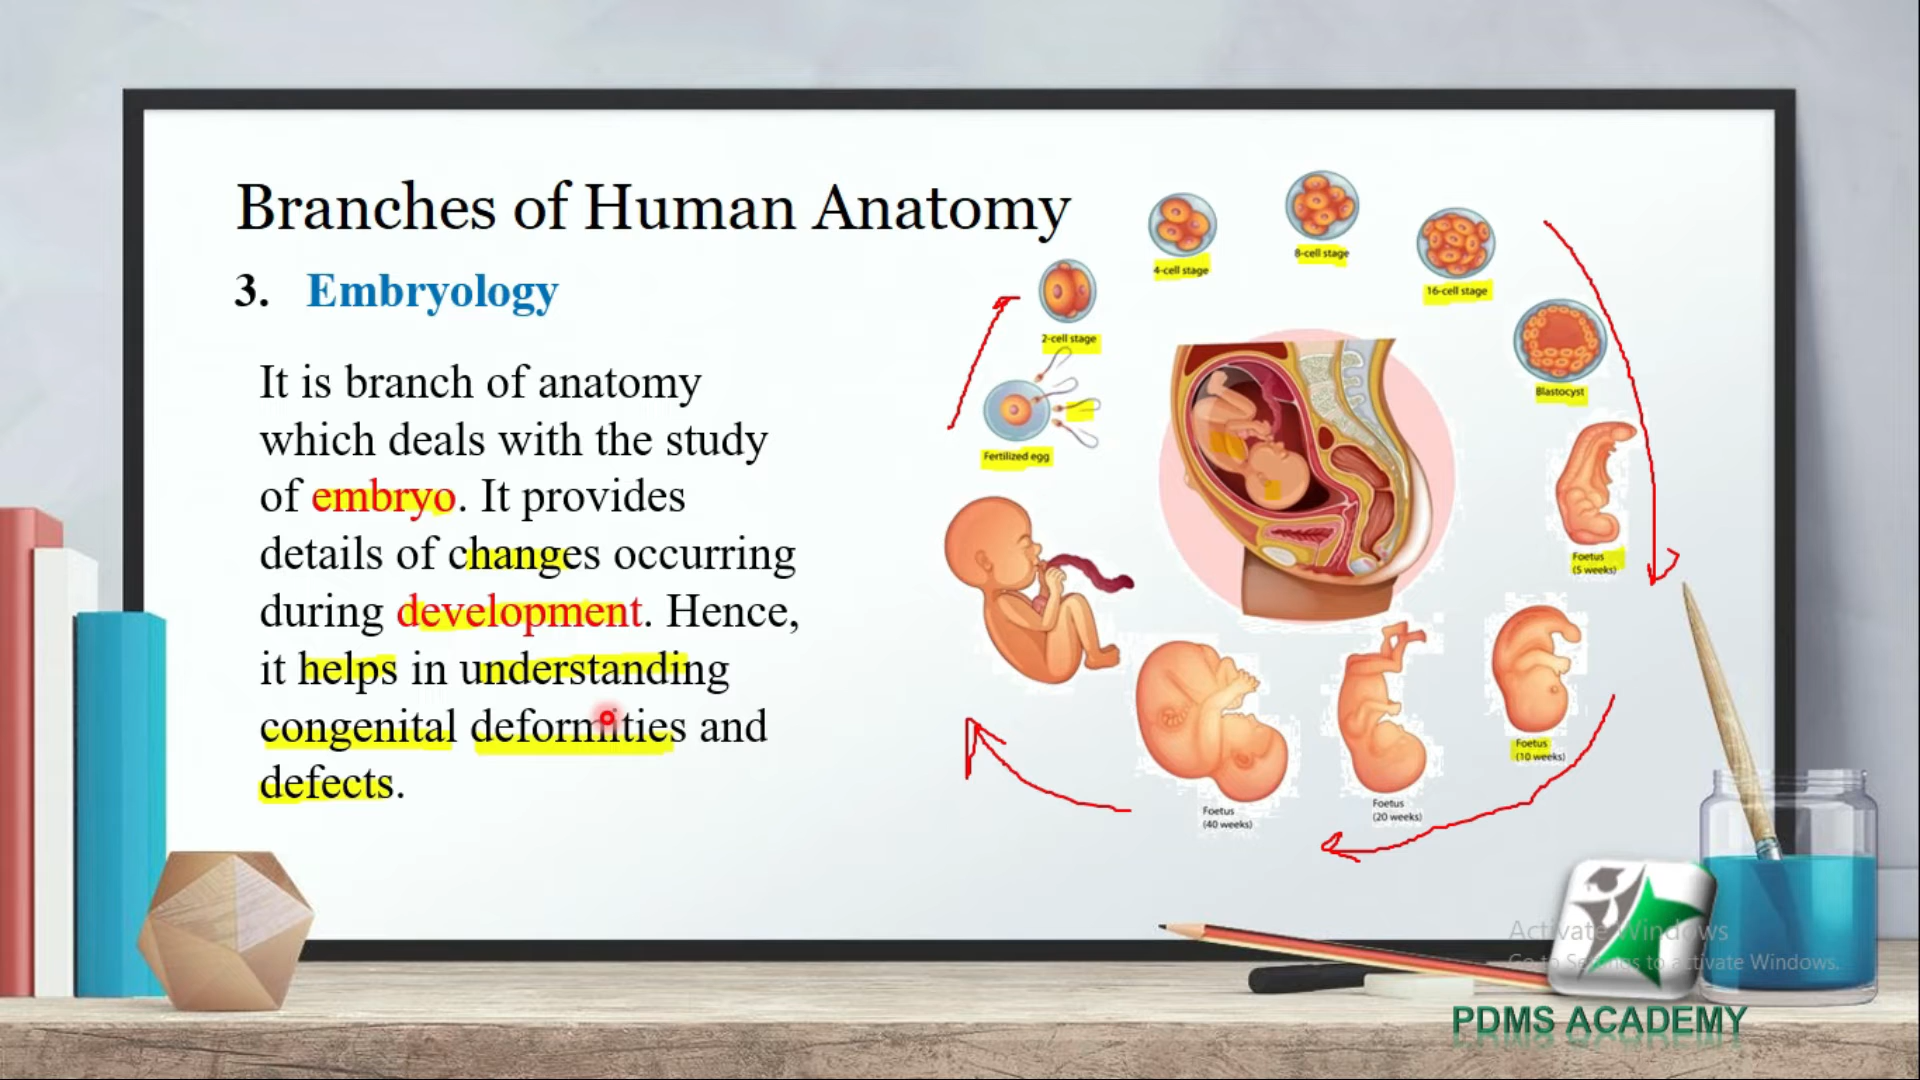 Branches of Human Anatomy
3. Embryology
It is branch of anatomy
which deals with the study
of embryo. It provides
details of changes occurring
during development. Hence,
it helps in understanding
congenital deformities and
defects.
Fertilized egg
2-cell stage
4-cell stage
8-cell stage
16-cell stage
Blastocyst
Foetus
(5 weeks)
Foetus
(10 weeks)
Foetus
(20 weeks)
Foetus
(40 weeks)
Activate Windows
Go to Settings to activate Windows.
PDMS ACADEMY